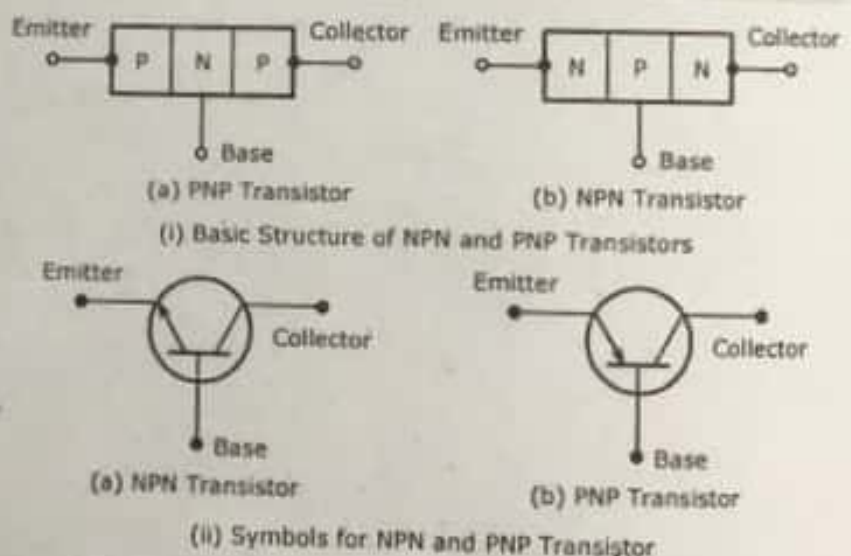 Emitter
Collector
P N P
Base
(a) PNP Transistor
Emitter
Collector
N P N
Base
(b) NPN Transistor
(i) Basic Structure of NPN and PNP Transistors
Emitter
Collector
Base
(a) NPN Transistor
Emitter
Collector
Base
(b) PNP Transistor
(ii) Symbols for NPN and PNP Transistor